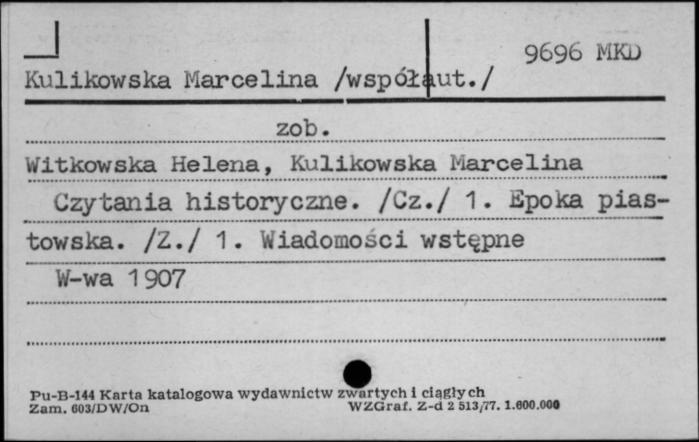 9696 MKD
Kulikowska Marcelina /współaut./
zob.
Witkowska Helena, Kulikowska Marcelina
Czytania historyczne. /Cz./ 1. Epoka pias-
towska. /Z./ 1. Wiadomości wstępne
W-wa 1907
Pu-B-144 Karta katalogowa wydawnictw zwartych i ciągłych
Zam. 603/DW/On WZGraf. Z-d 2 513/77. 1.600.000